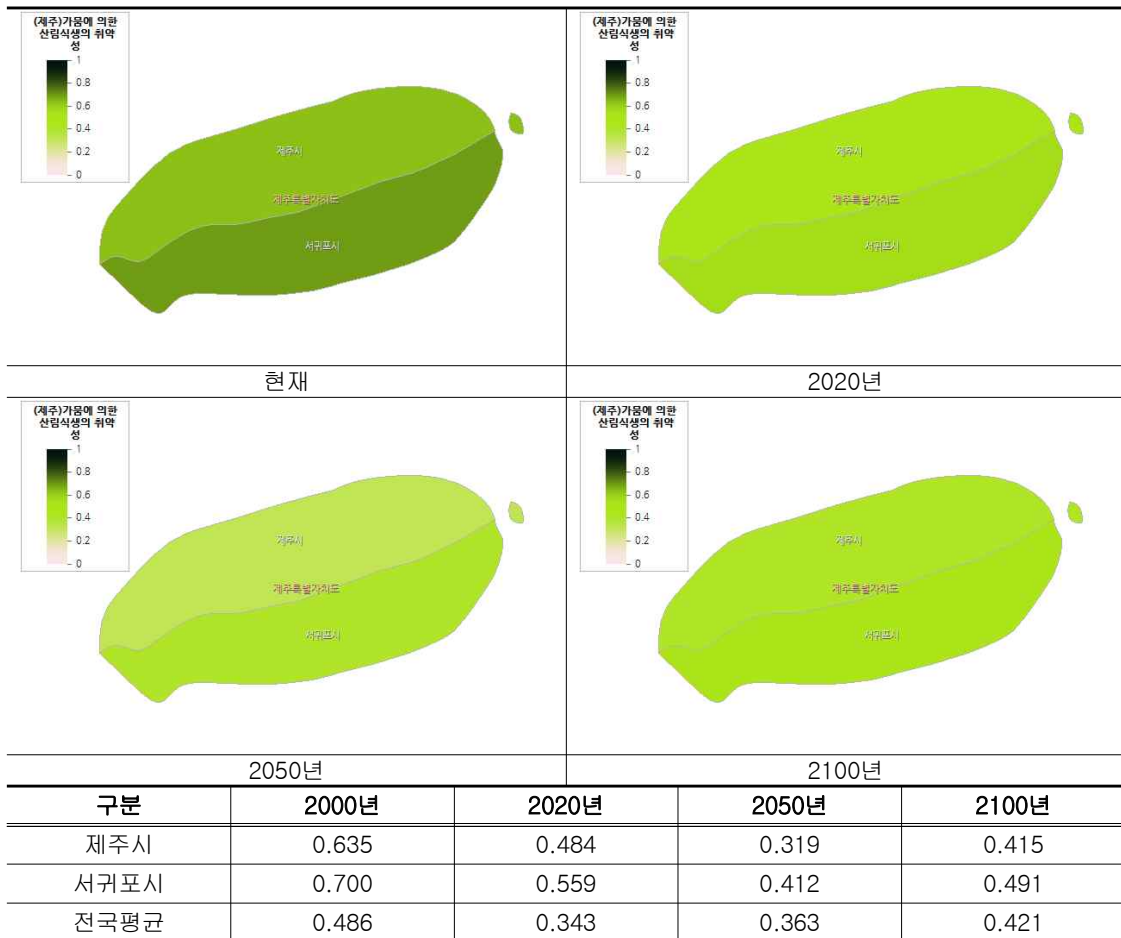 (제주)가뭄에 의한
산림식생의 취약
성
1
0.8
0.6
0.4
0.2
0
제주시
제주특별자치도
서귀포시
(제주)가뭄에 의한
산림식생의 취약
성
1
0.8
0.6
0.4
0.2
0
제주시
제주특별자치도
서귀포시
현재 2020년
(제주)가뭄에 의한
산림식생의 취약
성
1
0.8
0.6
0.4
0.2
0
제주시
제주특별자치도
서귀포시
(제주)가뭄에 의한
산림식생의 취약
성
1
0.8
0.6
0.4
0.2
0
제주시
제주특별자치도
서귀포시
2050년 2100년
구분 2000년 2020년 2050년 2100년
제주시 0.635 0.484 0.319 0.415
서귀포시 0.700 0.559 0.412 0.491
전국평균 0.486 0.343 0.363 0.421